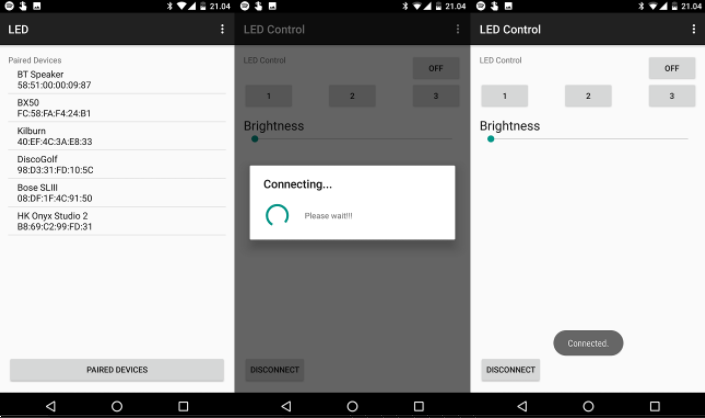 21.04
LED
Paired Devices
BT Speaker
58:51:00:00:09:87
BX50
FC:58:FA:F4:24:B1
Kilburn
40:EF:4C:3A:E8:33
DiscoGolf
98:D3:31:FD:10:5C
Bose SLIII
08:DF:1F:4C:91:50
HK Onyx Studio 2
B8:69:C2:99:FD:31
PAIRED DEVICES
21.04
LED Control
LED Control
OFF
1 2 3
Brightness
Connecting...
Please wait!!!
DISCONNECT
21.04
LED Control
LED Control
OFF
1 2 3
Brightness
Connected.
DISCONNECT